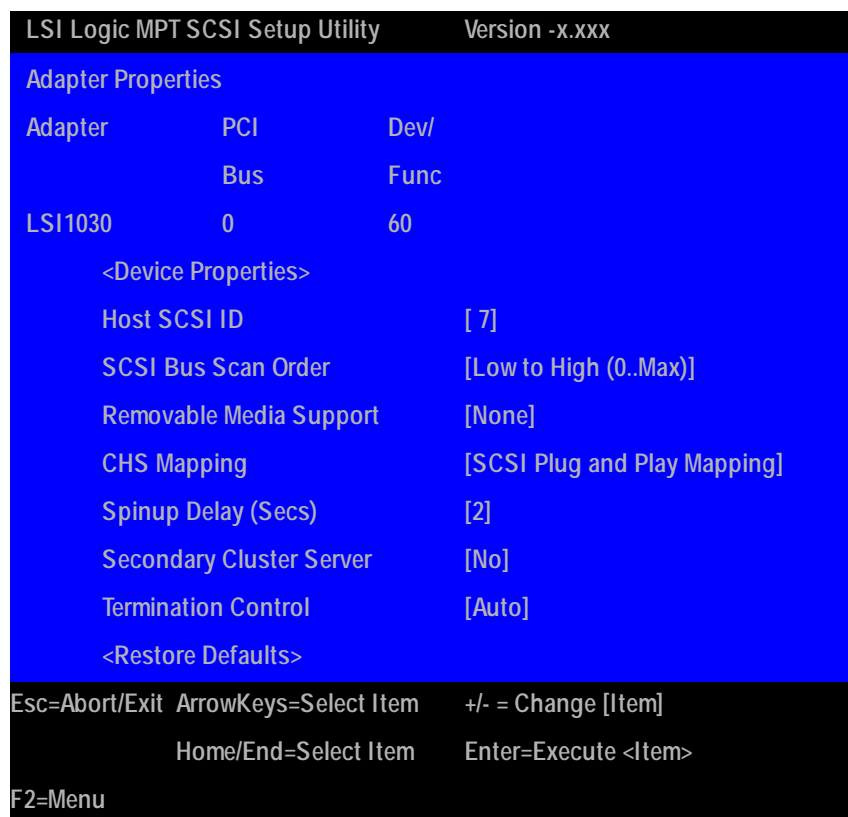 LSI Logic MPT SCSI Setup Utility Version -x.xxx
Adapter Properties
Adapter PCI Dev/
Bus Func
LSI1030 0 60
<Device Properties>
Host SCSI ID [ 7]
SCSI Bus Scan Order [Low to High (0..Max)]
Removable Media Support [None]
CHS Mapping [SCSI Plug and Play Mapping]
Spinup Delay (Secs) [2]
Secondary Cluster Server [No]
Termination Control [Auto]
<Restore Defaults>
Esc=Abort/Exit ArrowKeys=Select Item +/- = Change [Item]
Home/End=Select Item Enter=Execute <Item>
F2=Menu